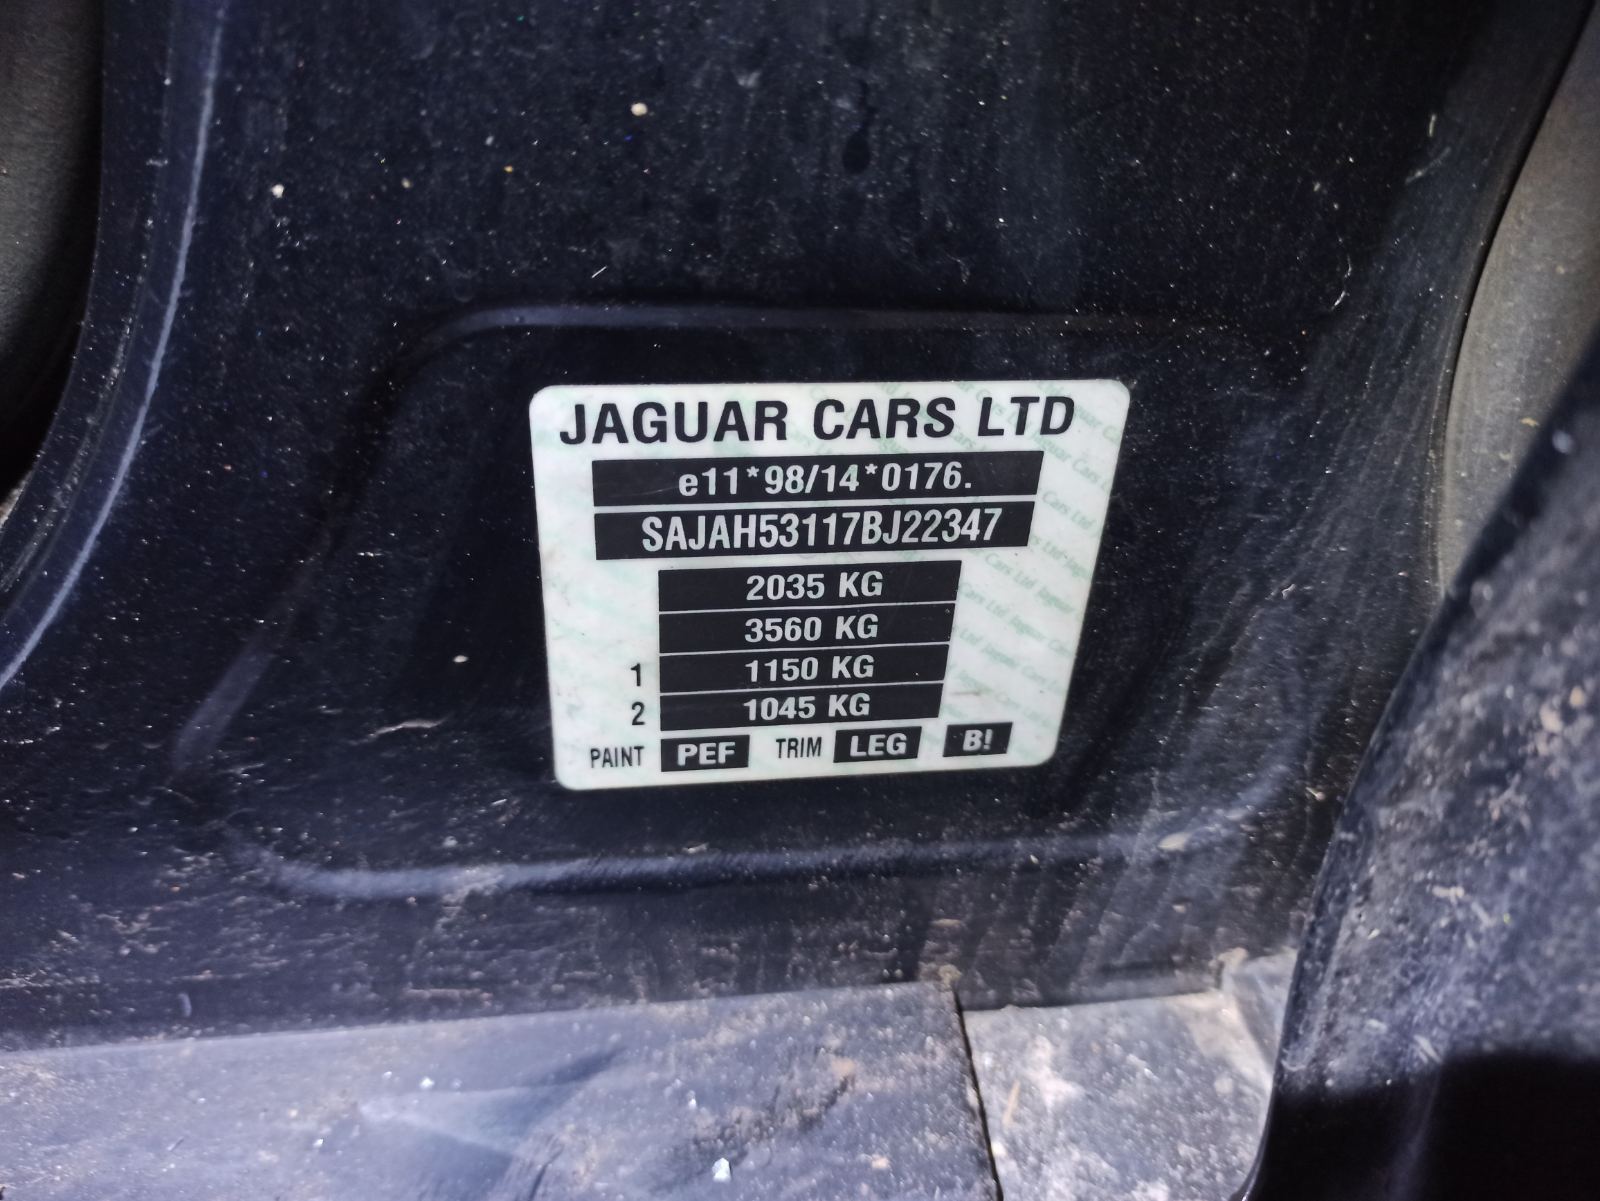 JAGUAR CARS LTD
e11*98/14*0176.
SAJAH53117BJ22347
2035 KG
3560 KG
1 1150 KG
2 1045 KG
PAINT PEF TRIM LEG B!